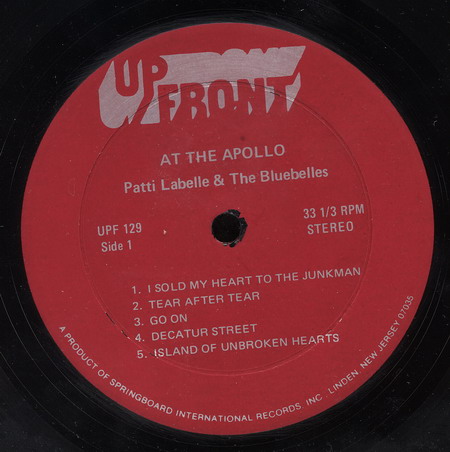 UP FRONT
AT THE APOLLO
Patti Labelle & The Bluebelles
UPF 129
Side 1
33 1/3 RPM
STEREO
1. I SOLD MY HEART TO THE JUNKMAN
2. TEAR AFTER TEAR
3. GO ON
4. DECATUR STREET
5. ISLAND OF UNBROKEN HEARTS
A PRODUCT OF SPRINGBOARD INTERNATIONAL RECORDS, INC., LINDEN, NEW JERSEY 07036